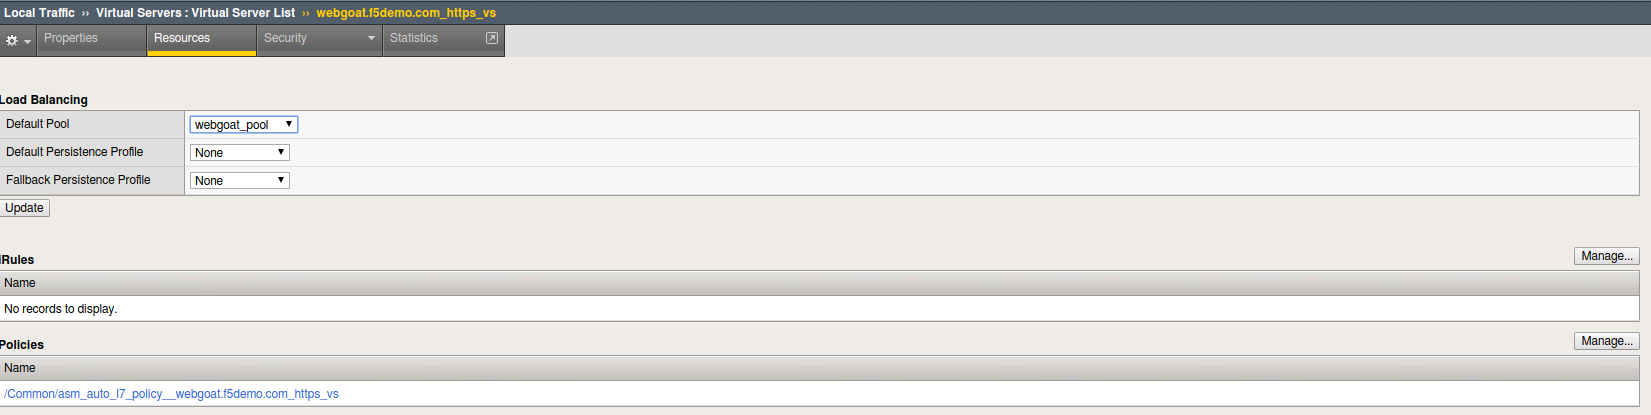 Local Traffic ›› Virtual Servers : Virtual Server List ›› webgoat.f5demo.com_https_vs
Properties Resources Security Statistics
Load Balancing
Default Pool webgoat_pool
Default Persistence Profile None
Fallback Persistence Profile None
Update
iRules Manage...
Name
No records to display.
Policies Manage...
Name
/Common/asm_auto_l7_policy__webgoat.f5demo.com_https_vs